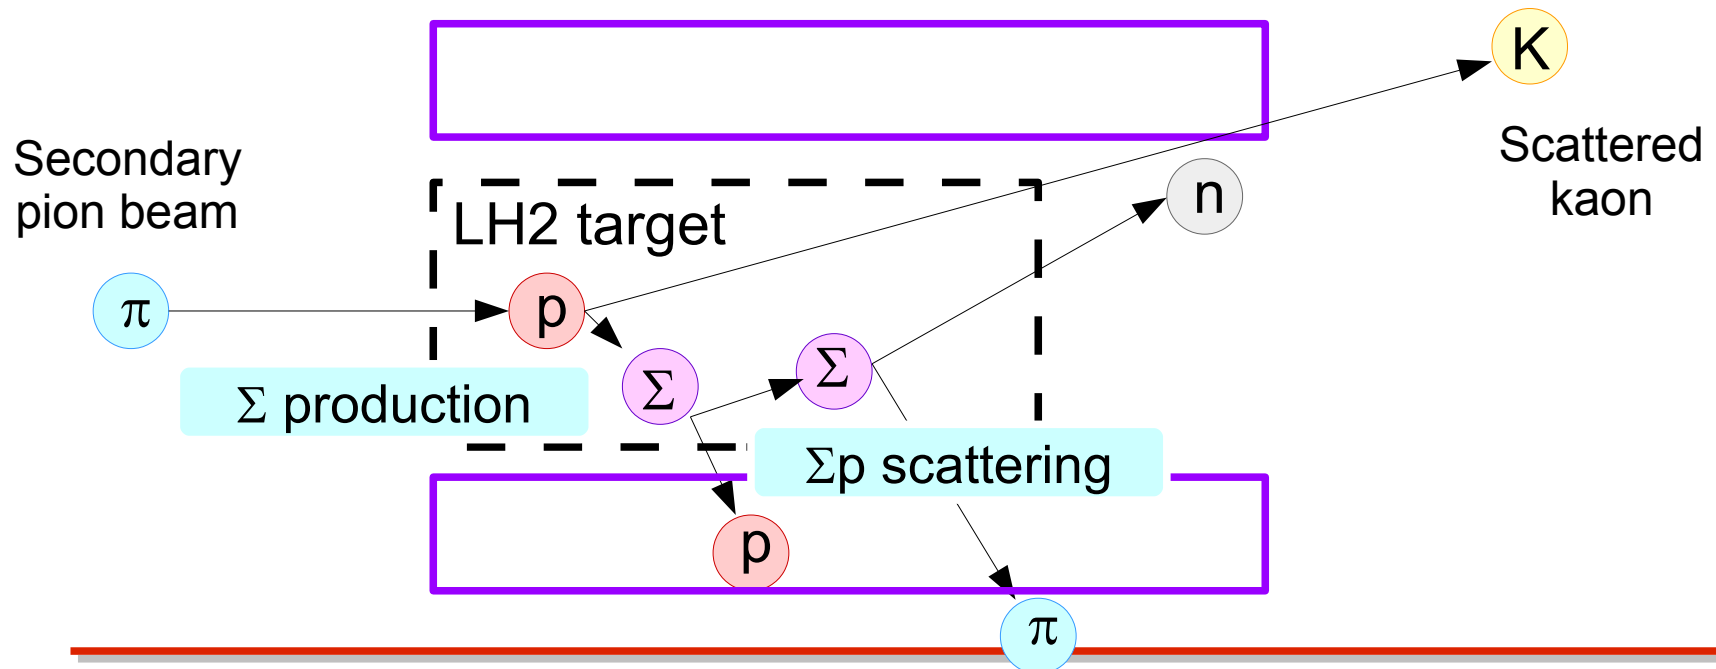 K
Secondary
pion beam
Scattered
kaon
n
LH2 target
π
p
Σ
Σ
Σ production
Σp scattering
p
π